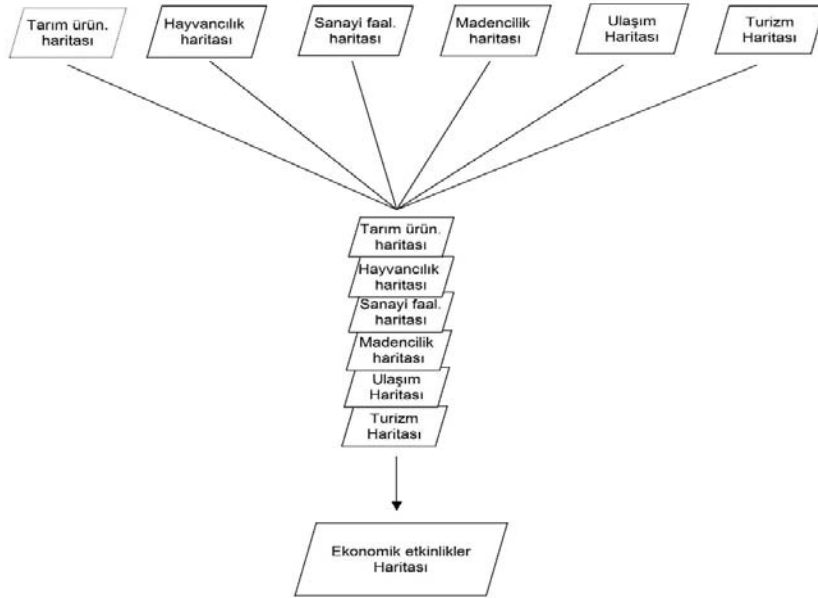 Tarım ürün.
haritası
Hayvancılık
haritası
Sanayi faal.
haritası
Madencilik
haritası
Ulaşım
Haritası
Turizm
Haritası
Tarım ürün.
haritası
Hayvancılık
haritası
Sanayi faal.
haritası
Madencilik
haritası
Ulaşım
Haritası
Turizm
Haritası
Ekonomik etkinlikler
Haritası